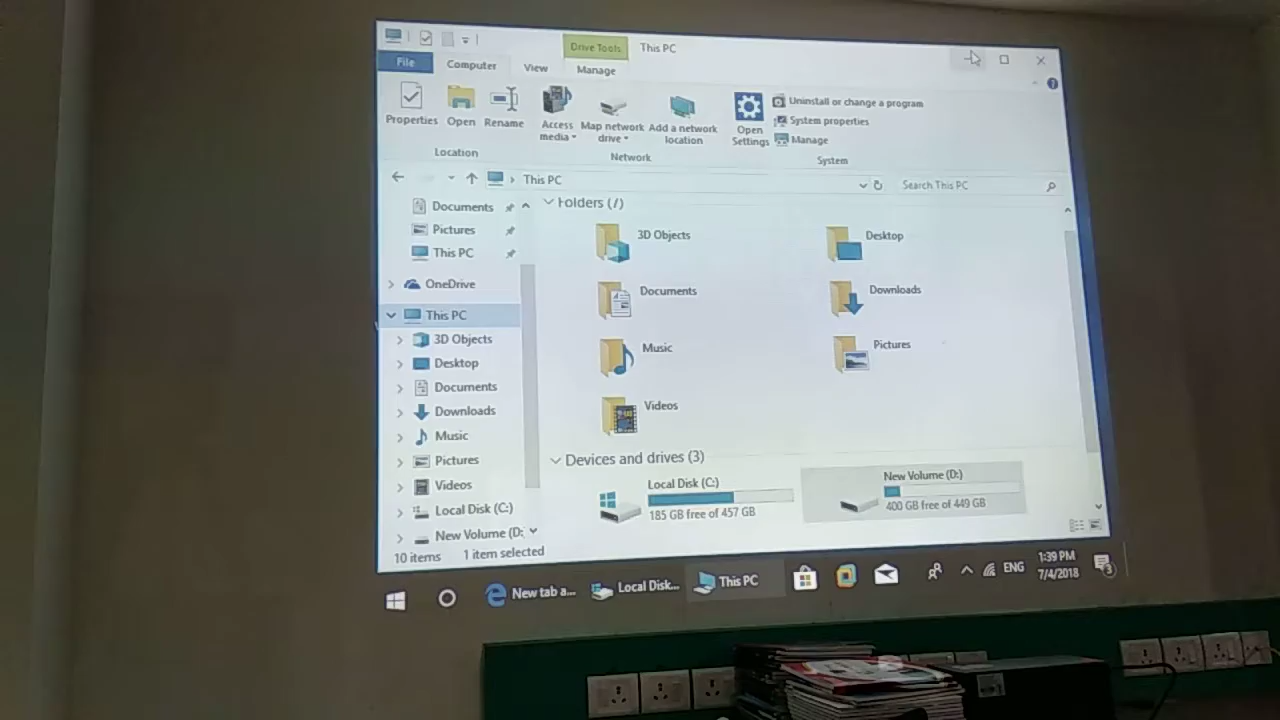 Drive Tools This PC
File Computer View Manage
Properties Open Rename Access media Map network drive Add a network location Open Settings Uninstall or change a program
System properties
Manage
Location Network System
This PC Search This PC
Documents
Pictures
This PC
OneDrive
This PC
3D Objects
Desktop
Documents
Downloads
Music
Pictures
Videos
Local Disk (C:)
New Volume (D:
Folders (7)
3D Objects Desktop
Documents Downloads
Music Pictures
Videos
Devices and drives (3)
Local Disk (C:)
185 GB free of 457 GB
New Volume (D:)
400 GB free of 449 GB
10 items 1 item selected
New tab a... Local Disk... This PC ENG 1:39 PM
7/4/2018
3